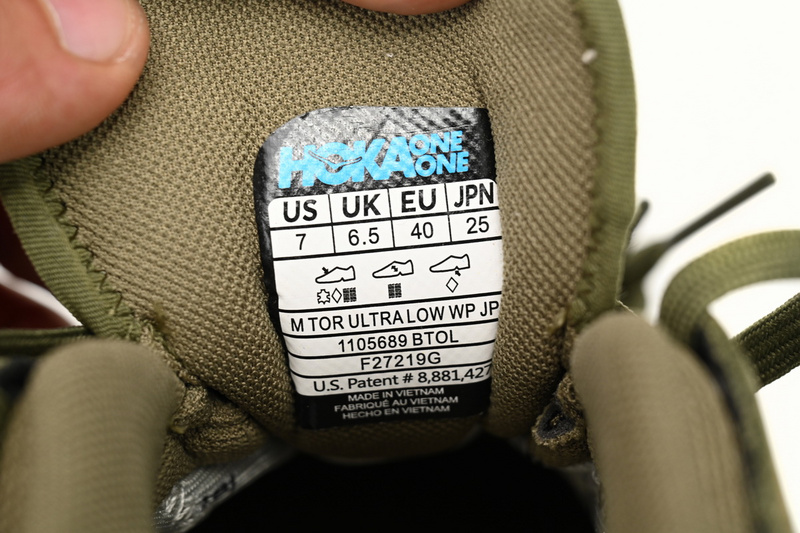 HOKA ONE ONE
US UK EU JPN
7 6.5 40 25
M TOR ULTRA LOW WP JP
1105689 BTOL
F27219G
U.S. Patent # 8,881,427
MADE IN VIETNAM
FABRIQUÉ AU VIETNAM
HECHO EN VIETNAM